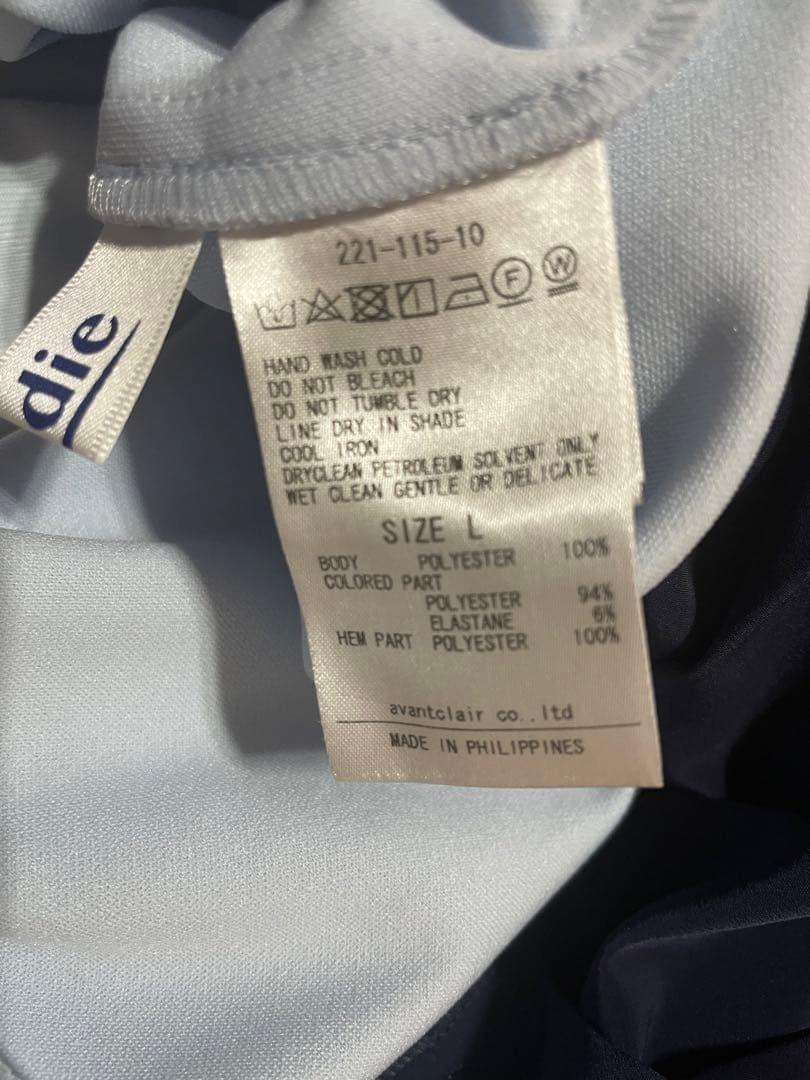 221-115-10
F W
HAND WASH COLD
DO NOT BLEACH
DO NOT TUMBLE DRY
LINE DRY IN SHADE
COOL IRON
DRYCLEAN PETROLEUM SOLVENT ONLY
WET CLEAN GENTLE OR DELICATE
SIZE L
BODY POLYESTER 100%
COLORED PART
POLYESTER 94%
ELASTANE 6%
HEM PART POLYESTER 100%
avantclair co.,ltd
MADE IN PHILIPPINES
die